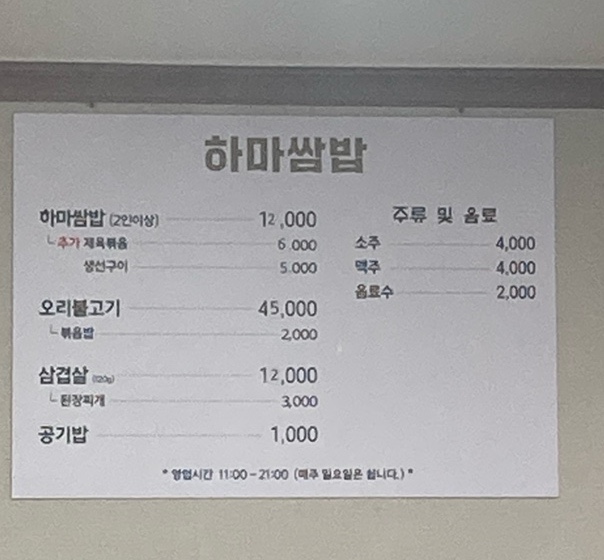 하마쌈밥
하마쌈밥 (2인이상) 12,000
ㄴ추가 제육볶음 6,000
생선구이 5,000
오리불고기 45,000
ㄴ볶음밥 2,000
삼겹살 (120g) 12,000
ㄴ된장찌개 3,000
공기밥 1,000
주류 및 음료
소주 4,000
맥주 4,000
음료수 2,000
* 영업시간 11:00 - 21:00 (매주 일요일은 쉽니다.) *